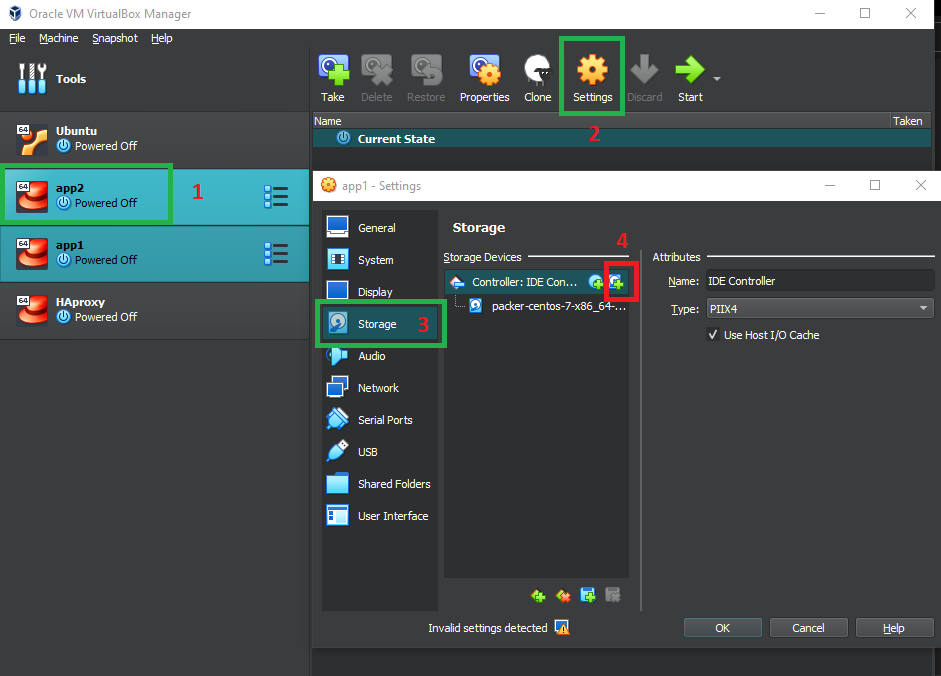 Oracle VM VirtualBox Manager
File Machine Snapshot Help
Tools
Take Delete Restore Properties Clone Settings Discard Start
2
Name Taken
Current State
64 Ubuntu
Powered Off
64 app2
Powered Off
1
64 app1
Powered Off
64 HAproxy
Powered Off
app1 - Settings
General
System
Display
Storage 3
Audio
Network
Serial Ports
USB
Shared Folders
User Interface
Storage
4
Storage Devices
Controller: IDE Con...
packer-centos-7-x86_64-...
Attributes
Name: IDE Controller
Type: PIIX4
Use Host I/O Cache
Invalid settings detected
OK Cancel Help